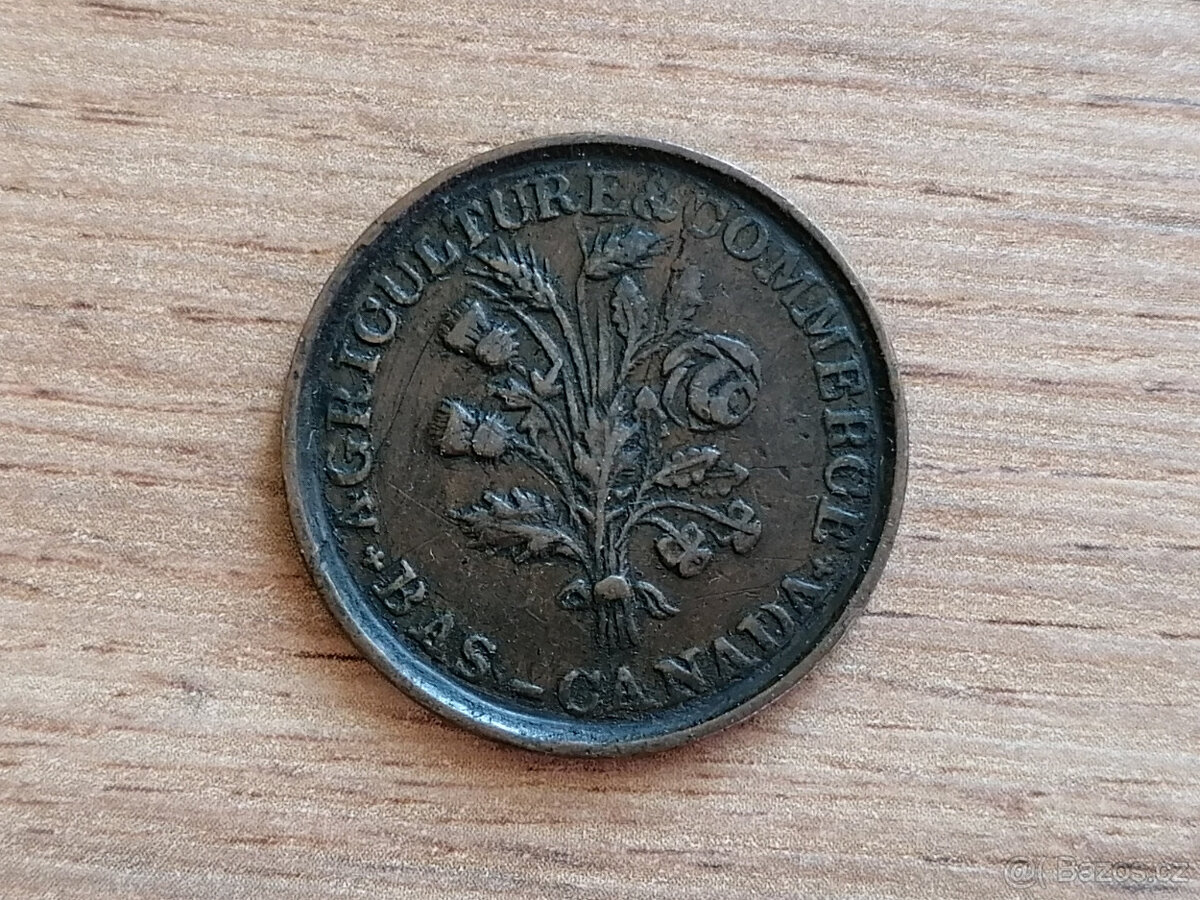 AGRICULTURE & COMMERCE
* BAS - CANADA *
@ Bazos.cz